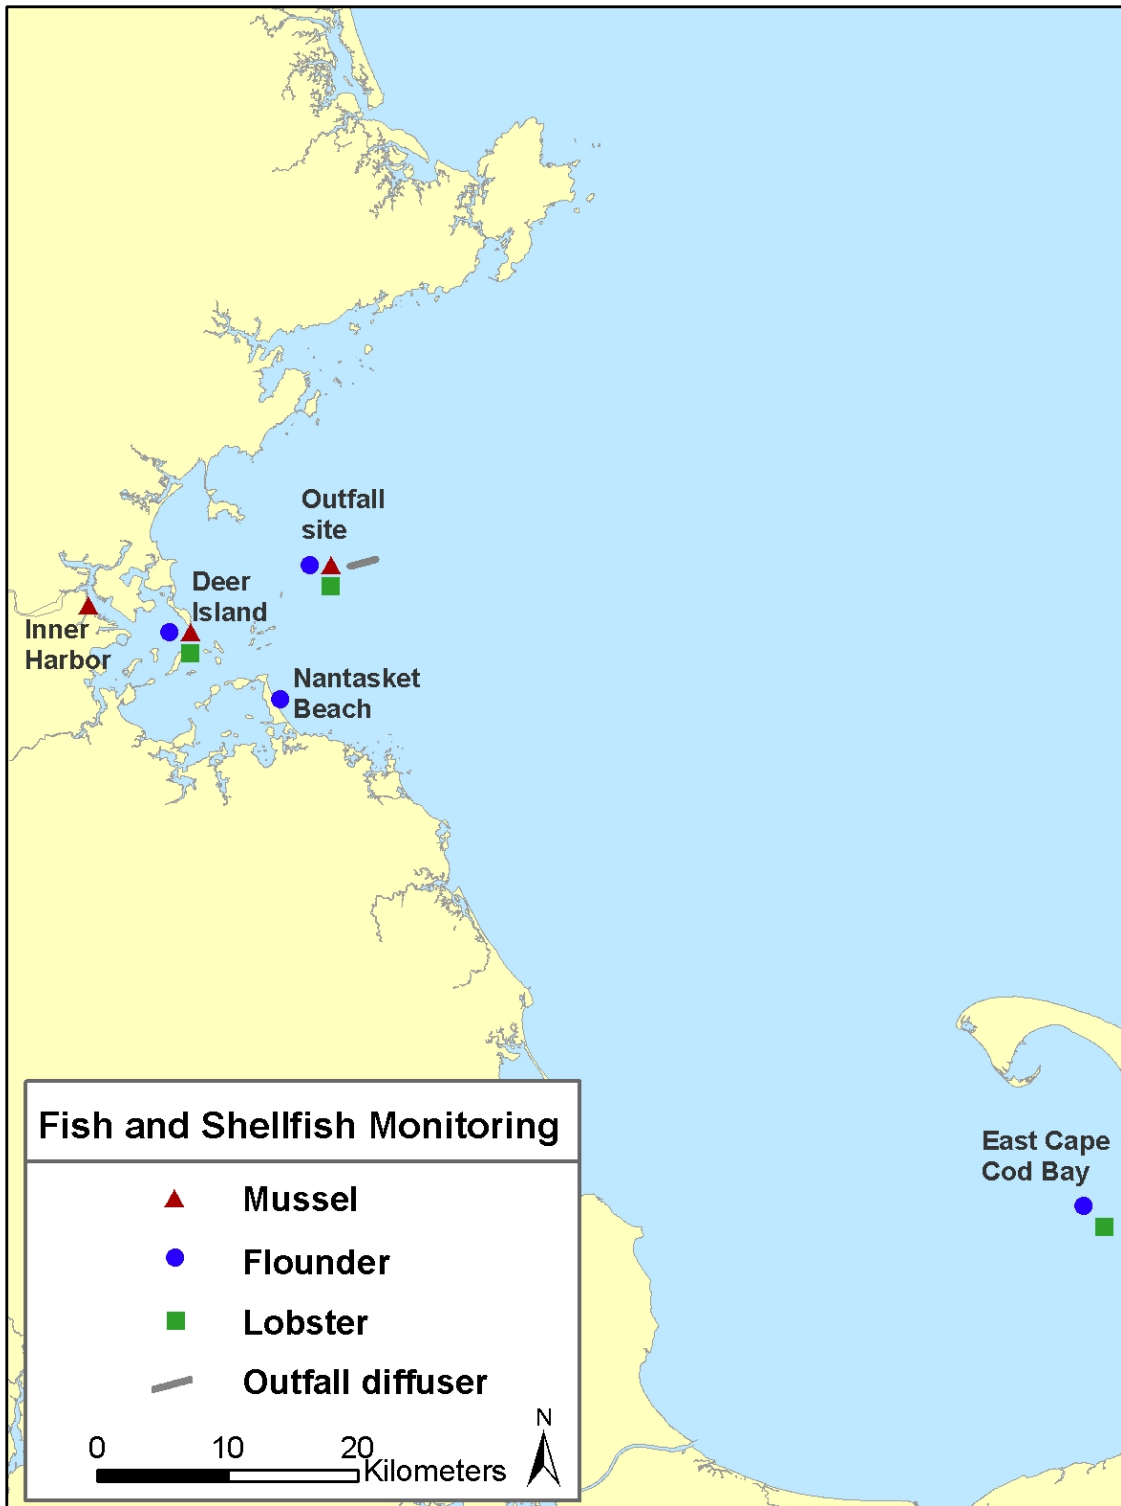 Outfall
site
Deer
Island
Inner
Harbor
Nantasket
Beach
East Cape
Cod Bay
Fish and Shellfish Monitoring
Mussel
Flounder
Lobster
Outfall diffuser
N
0 10 20
Kilometers